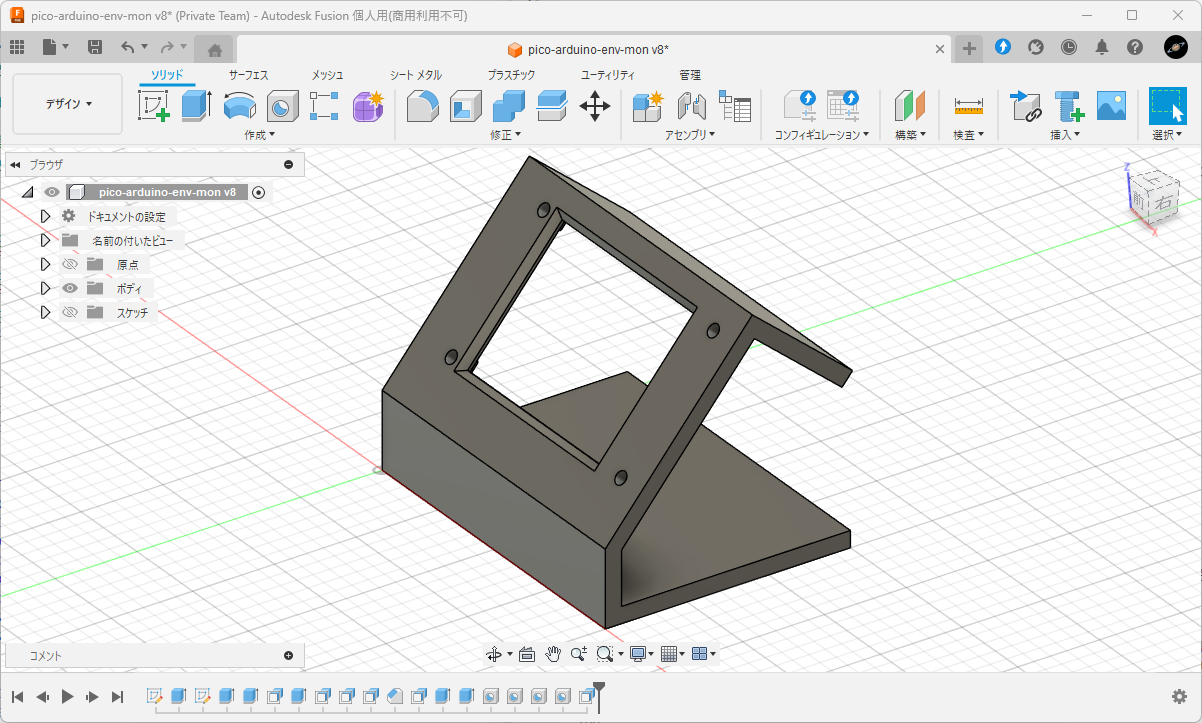 pico-arduino-env-mon v8* (Private Team) - Autodesk Fusion 個人用(商用利用不可)
pico-arduino-env-mon v8*
デザイン
ソリッド サーフェス メッシュ シート メタル プラスチック ユーティリティ 管理
作成 修正 アセンブリ コンフィギュレーション 構築 検査 挿入 選択
ブラウザ
pico-arduino-env-mon v8
ドキュメントの設定
名前の付いたビュー
原点
ボディ
スケッチ
Z
上
前
右
X
コメント